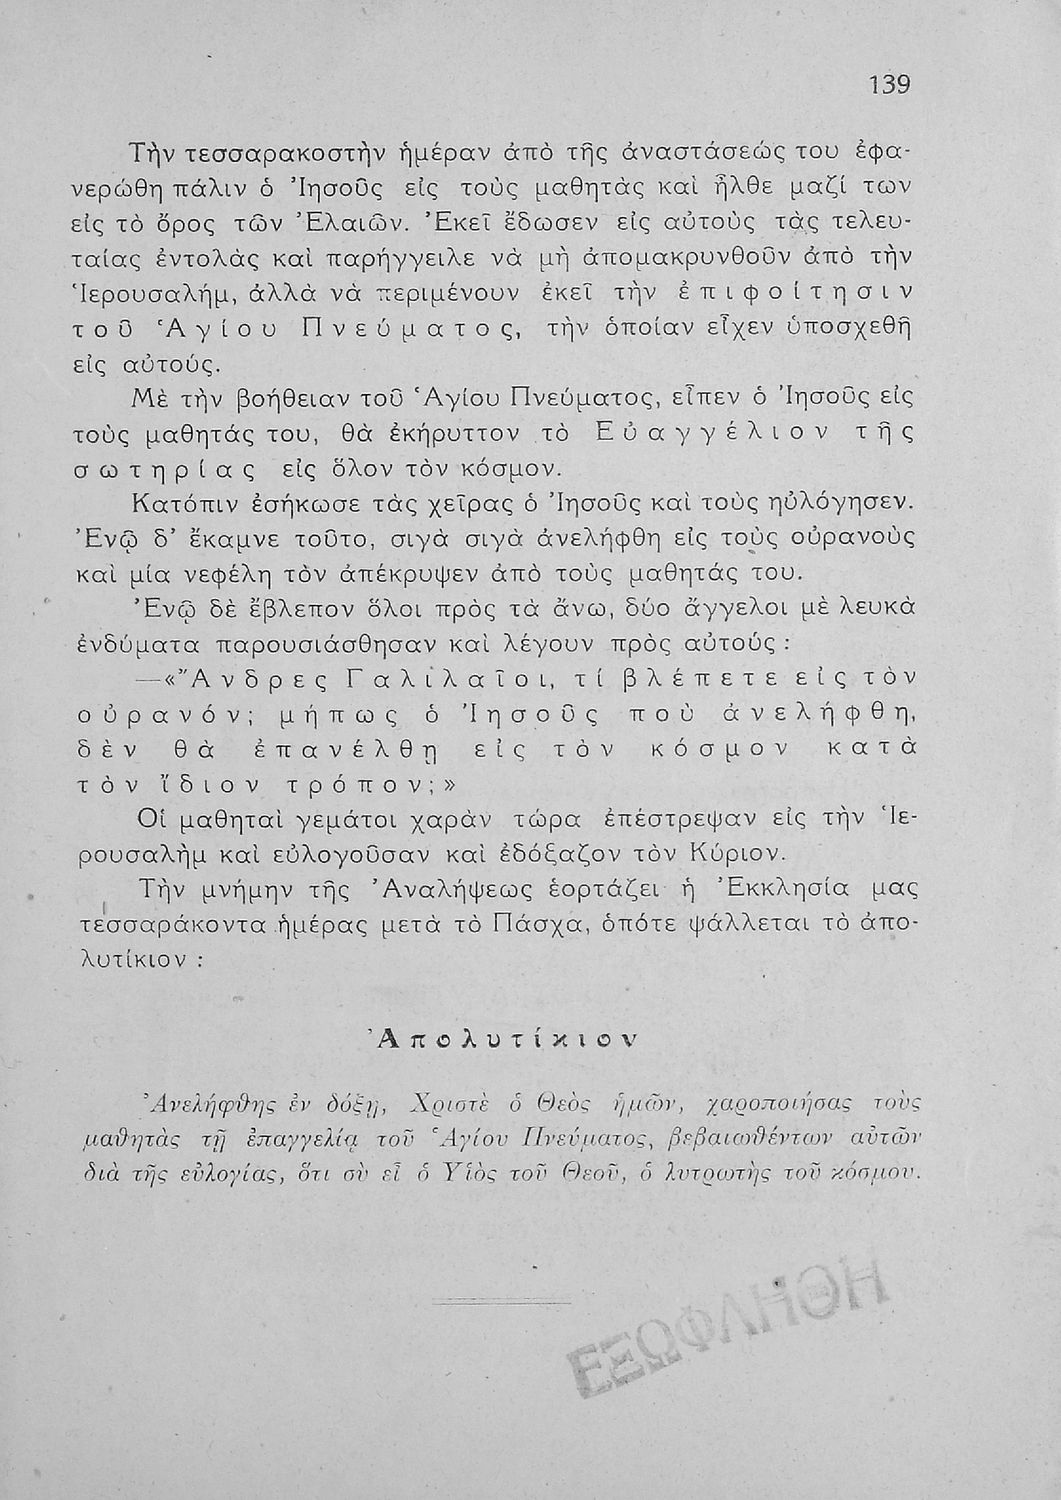 139
Τὴν τεσσαρακοστὴν ἡμέραν ἀπὸ τῆς ἀναστάσεώς του ἐφα-
νερώθη πάλιν ὁ Ἰησοῦς εἰς τοὺς μαθητὰς καὶ ἦλθε μαζί των
εἰς τὸ ὄρος τῶν Ἐλαιῶν. Ἐκεῖ ἔδωσεν εἰς αὐτοὺς τὰς τελευ-
ταίας ἐντολὰς καὶ παρήγγειλε νὰ μὴ ἀπομακρυνθοῦν ἀπὸ τὴν
Ἱερουσαλήμ, ἀλλὰ νὰ περιμένουν ἐκεῖ τὴν ἐπιφοίτησιν
τοῦ Ἁγίου Πνεύματος, τὴν ὁποίαν εἶχεν ὑποσχεθῆ
εἰς αὐτούς.
Μὲ τὴν βοήθειαν τοῦ Ἁγίου Πνεύματος, εἶπεν ὁ Ἰησοῦς εἰς
τοὺς μαθητάς του, θὰ ἐκήρυττον τὸ Εὐαγγέλιον τῆς
σωτηρίας εἰς ὅλον τὸν κόσμον.
Κατόπιν ἐσήκωσε τὰς χεῖρας ὁ Ἰησοῦς καὶ τοὺς ηὐλόγησεν.
Ἐνῷ δ’ ἔκαμνε τοῦτο, σιγὰ σιγὰ ἀνελήφθη εἰς τοὺς οὐρανοὺς
καὶ μία νεφέλη τὸν ἀπέκρυψεν ἀπὸ τοὺς μαθητάς του.
Ἐνῷ δὲ ἔβλεπον ὅλοι πρὸς τὰ ἄνω, δύο ἄγγελοι μὲ λευκὰ
ἐνδύματα παρουσιάσθησαν καὶ λέγουν πρὸς αὐτούς :
—«Ἄνδρες Γαλιλαῖοι, τί βλέπετε εἰς τὸν
οὐρανόν; μήπως ὁ Ἰησοῦς ποὺ ἀνελήφθη,
δὲν θὰ ἐπανέλθῃ εἰς τὸν κόσμον κατὰ
τὸν ἴδιον τρόπον;»
Οἱ μαθηταὶ γεμάτοι χαρὰν τώρα ἐπέστρεψαν εἰς τὴν Ἱε-
ρουσαλὴμ καὶ εὐλογοῦσαν καὶ ἐδόξαζον τὸν Κύριον.
Τὴν μνήμην τῆς Ἀναλήψεως ἑορτάζει ἡ Ἐκκλησία μας
τεσσαράκοντα ἡμέρας μετὰ τὸ Πάσχα, ὁπότε ψάλλεται τὸ ἀπο-
λυτίκιον :
Ἀπολυτίκιον
Ἀνελήφθης ἐν δόξῃ, Χριστὲ ὁ Θεὸς ἡμῶν, χαροποιήσας τοὺς
μαθητὰς τῇ ἐπαγγελίᾳ τοῦ Ἁγίου Πνεύματος, βεβαιωθέντων αὐτῶν
διὰ τῆς εὐλογίας, ὅτι σὺ εἶ ὁ Υἱὸς τοῦ Θεοῦ, ὁ λυτρωτὴς τοῦ κόσμου.
ΕΞΩΦΛΗΘΗ